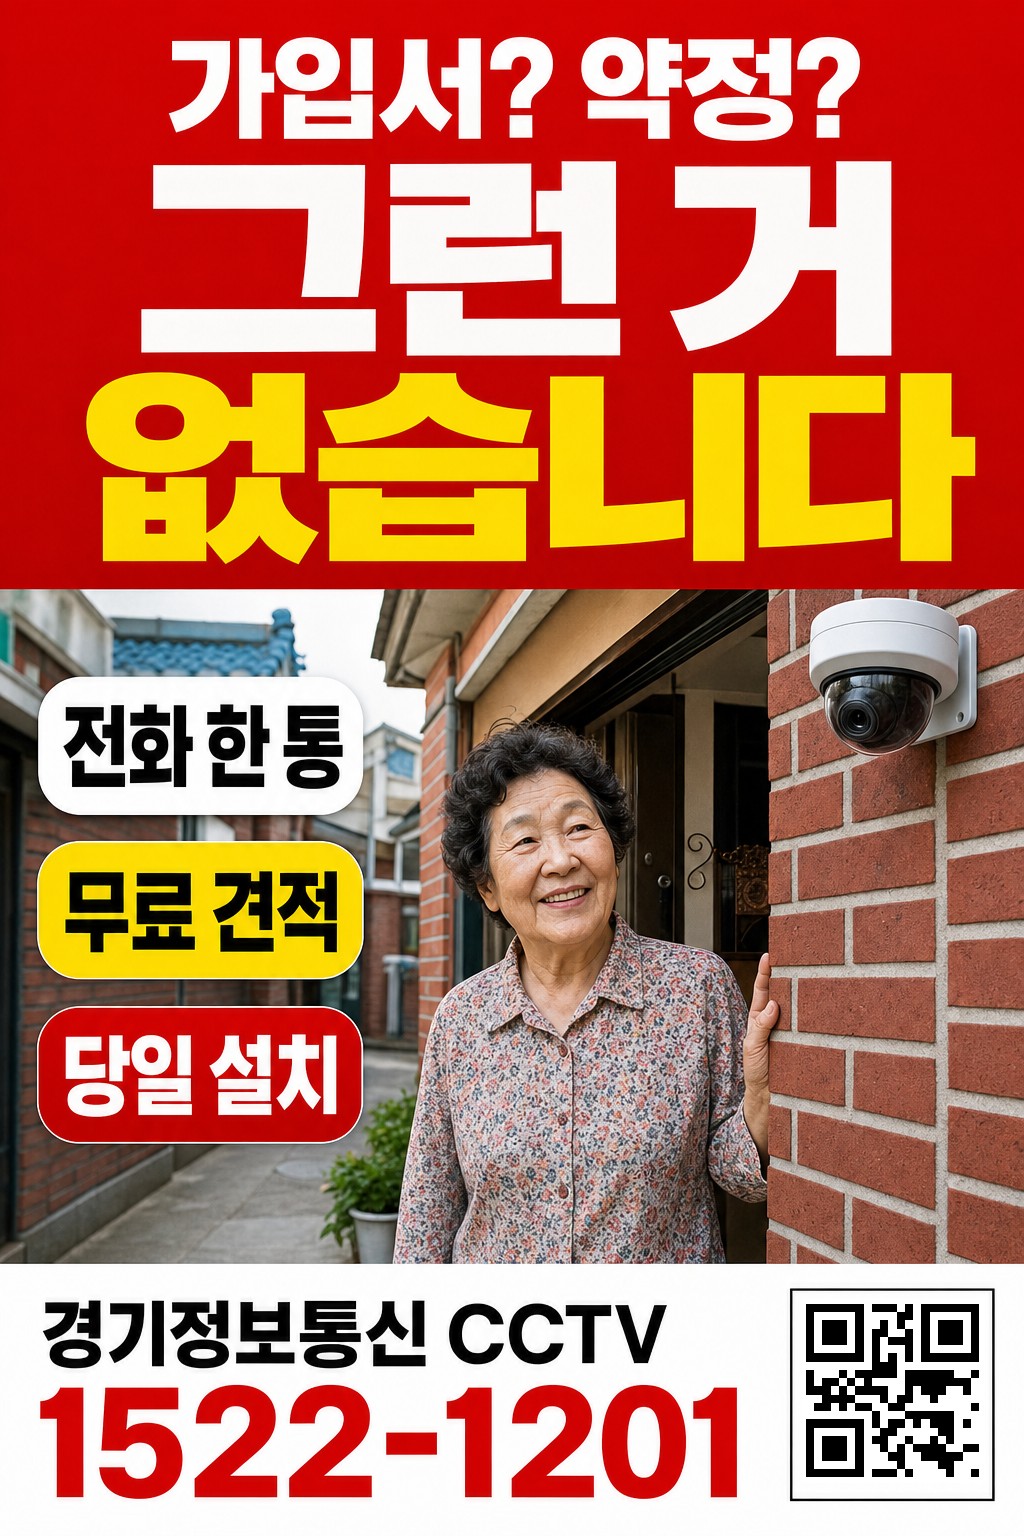 가입서? 약정?
그런 거
없습니다
전화 한 통
무료 견적
당일 설치
경기정보통신 CCTV
1522-1201